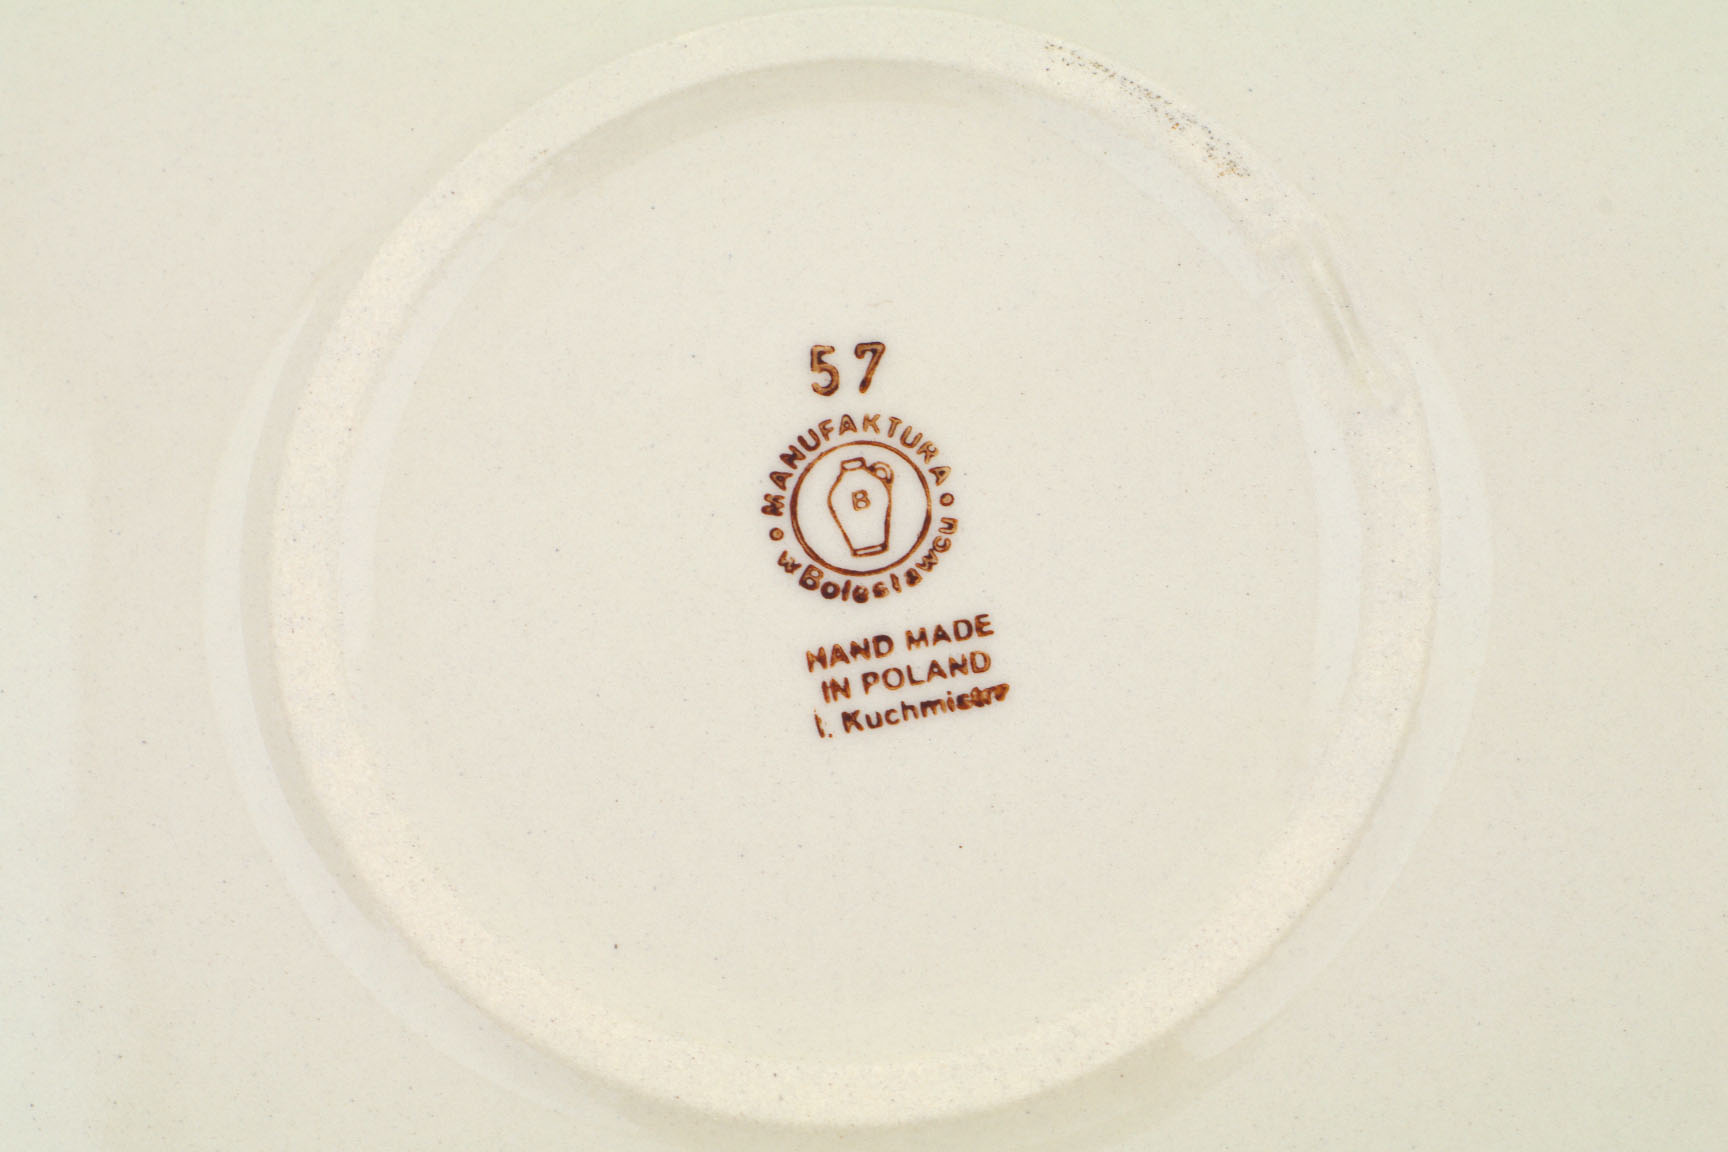 57
MANUFAKTURA
B
w Bolesławcu
HAND MADE
IN POLAND
I. Kuchmistrz